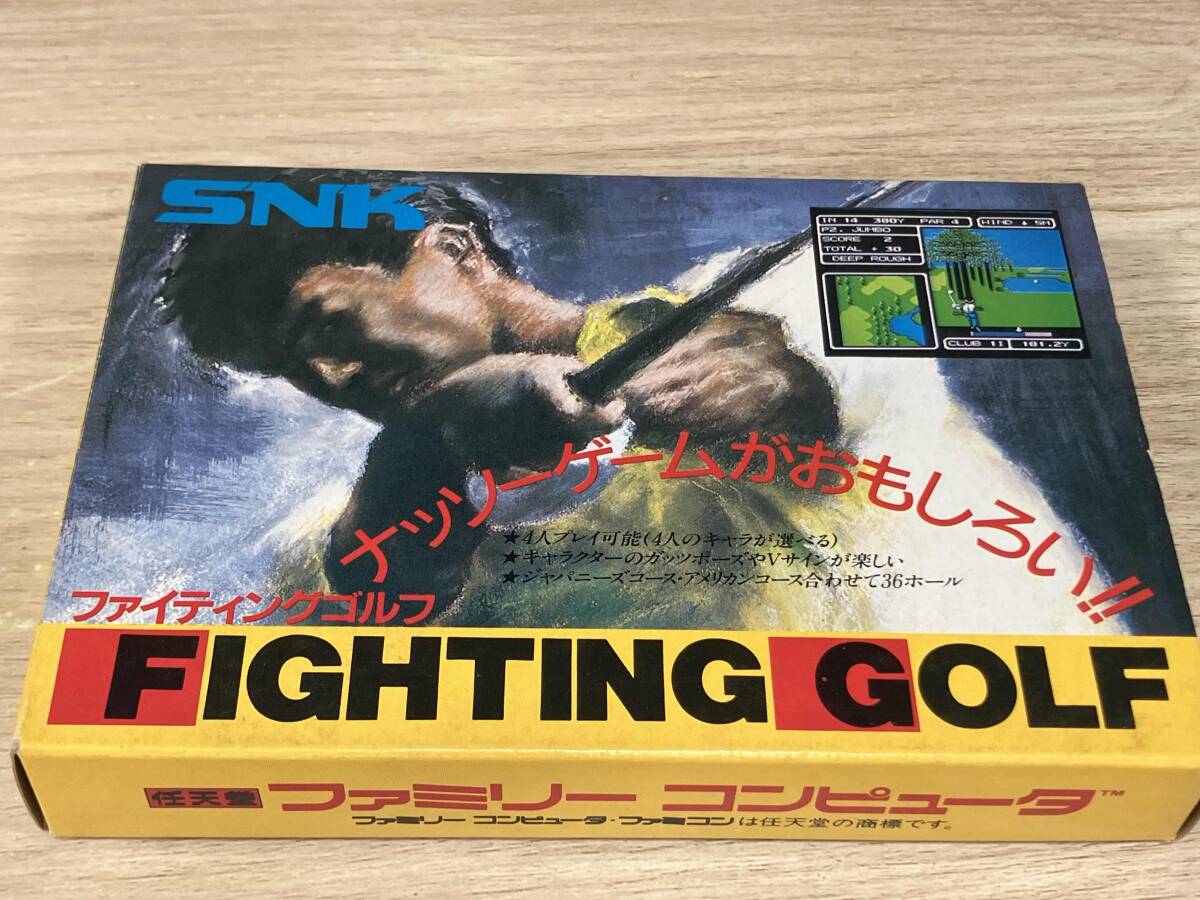 SNK
IN 14 380Y PAR 4
WIND ↓ 5M
P2. JUMBO
SCORE 2
TOTAL + 30
DEEP ROUGH
CLUB 1I
181.2Y
ナッソーゲームがおもしろい!!
★4人プレイ可能(4人のキャラが選べる)
★キャラクターのガッツポーズやVサインが楽しい
★ジャパニーズコース・アメリカンコース合わせて36ホール
ファイティングゴルフ
FIGHTING GOLF
任天堂 ファミリー コンピュータ™
ファミリー コンピュータ・ファミコンは任天堂の商標です。